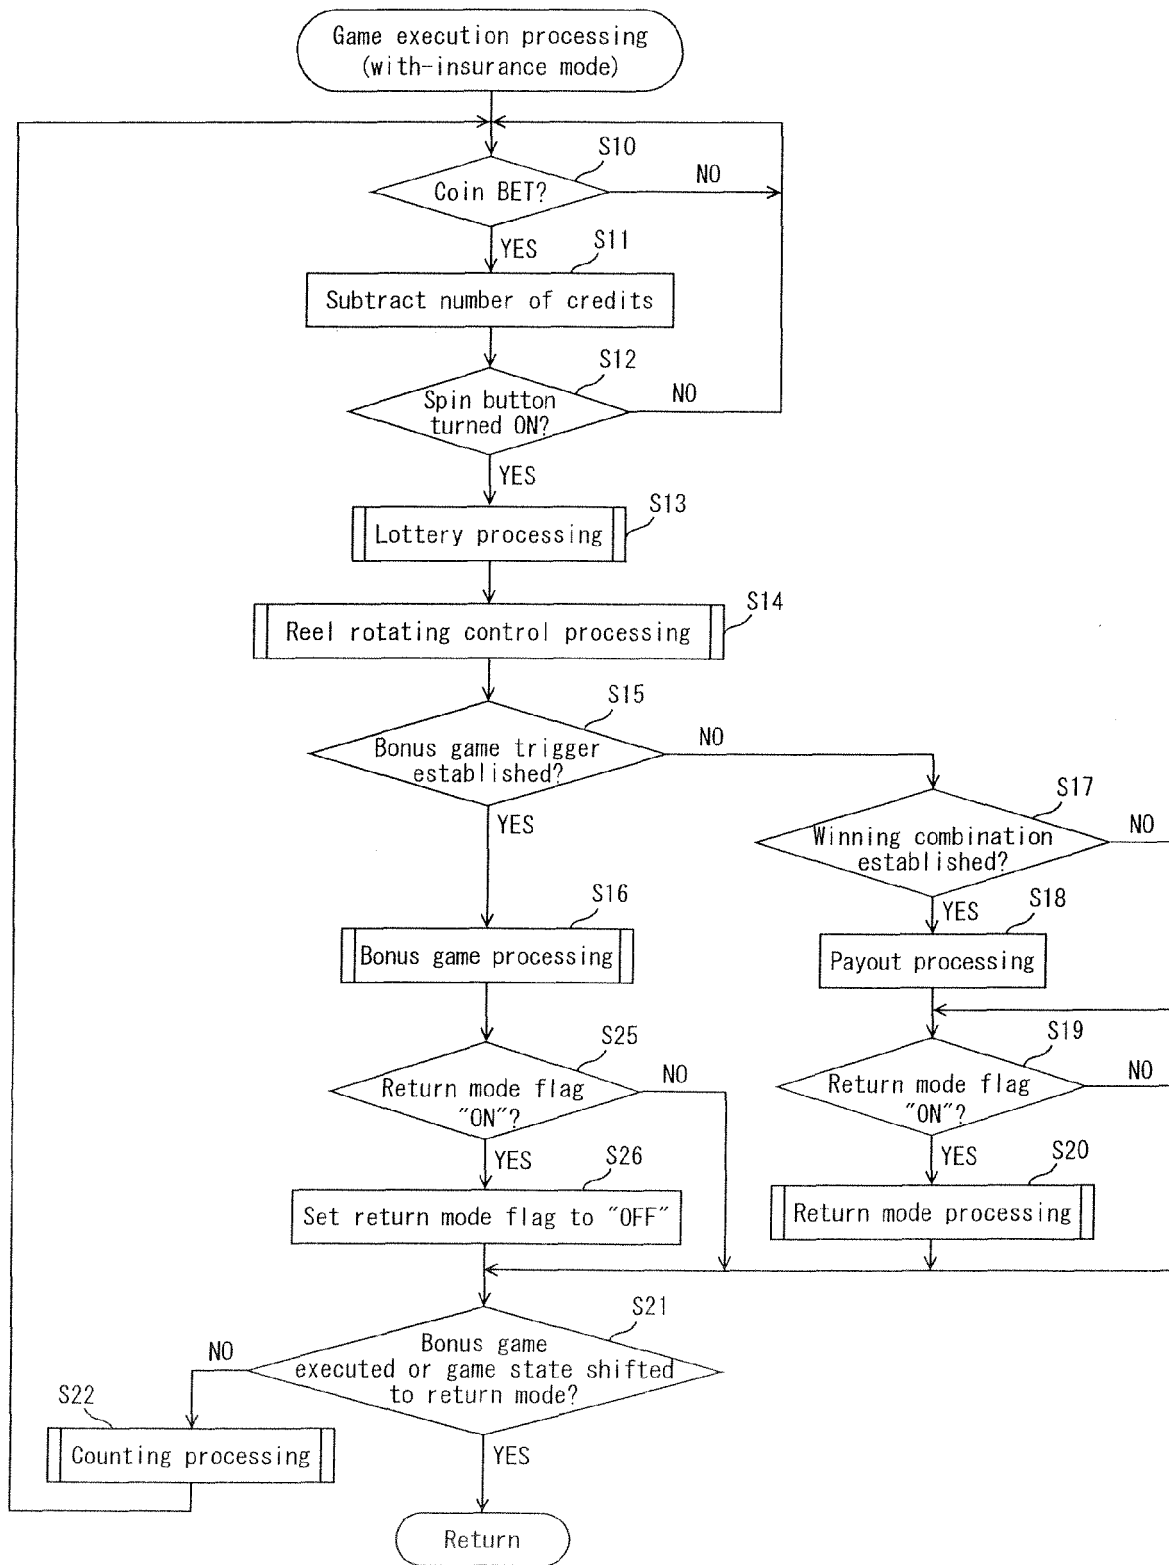 Game execution processing
(with-insurance mode)
S10
Coin BET?
NO
YES
S11
Subtract number of credits
S12
Spin button
turned ON?
NO
YES
S13
Lottery processing
S14
Reel rotating control processing
S15
Bonus game trigger
established?
NO
YES
S17
Winning combination
established?
NO
YES
S16
Bonus game processing
S18
Payout processing
S25
Return mode flag
"ON"?
NO
YES
S19
Return mode flag
"ON"?
NO
YES
S26
Set return mode flag to "OFF"
S20
Return mode processing
S21
Bonus game
executed or game state shifted
to return mode?
NO
YES
S22
Counting processing
Return